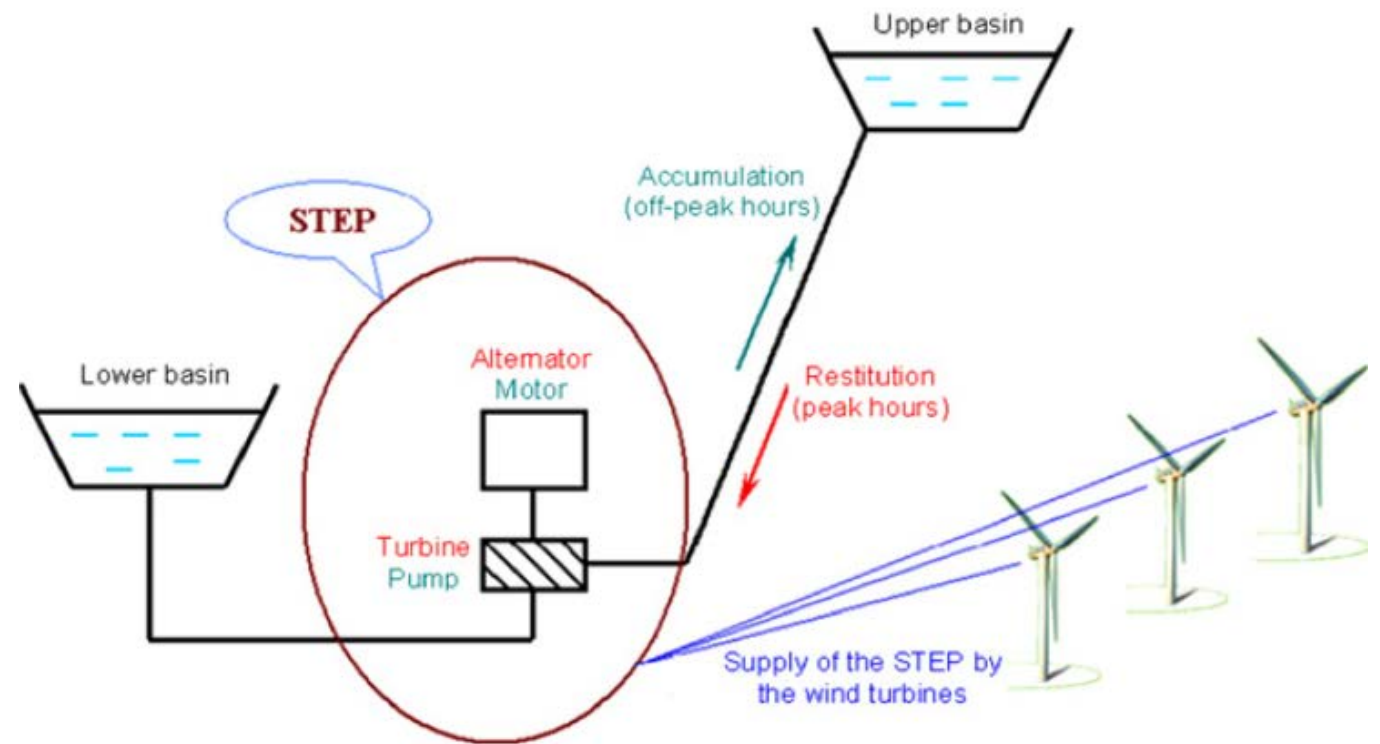 Upper basin
Accumulation
(off-peak hours)
STEP
Lower basin
Alternator
Motor
Restitution
(peak hours)
Turbine
Pump
Supply of the STEP by
the wind turbines